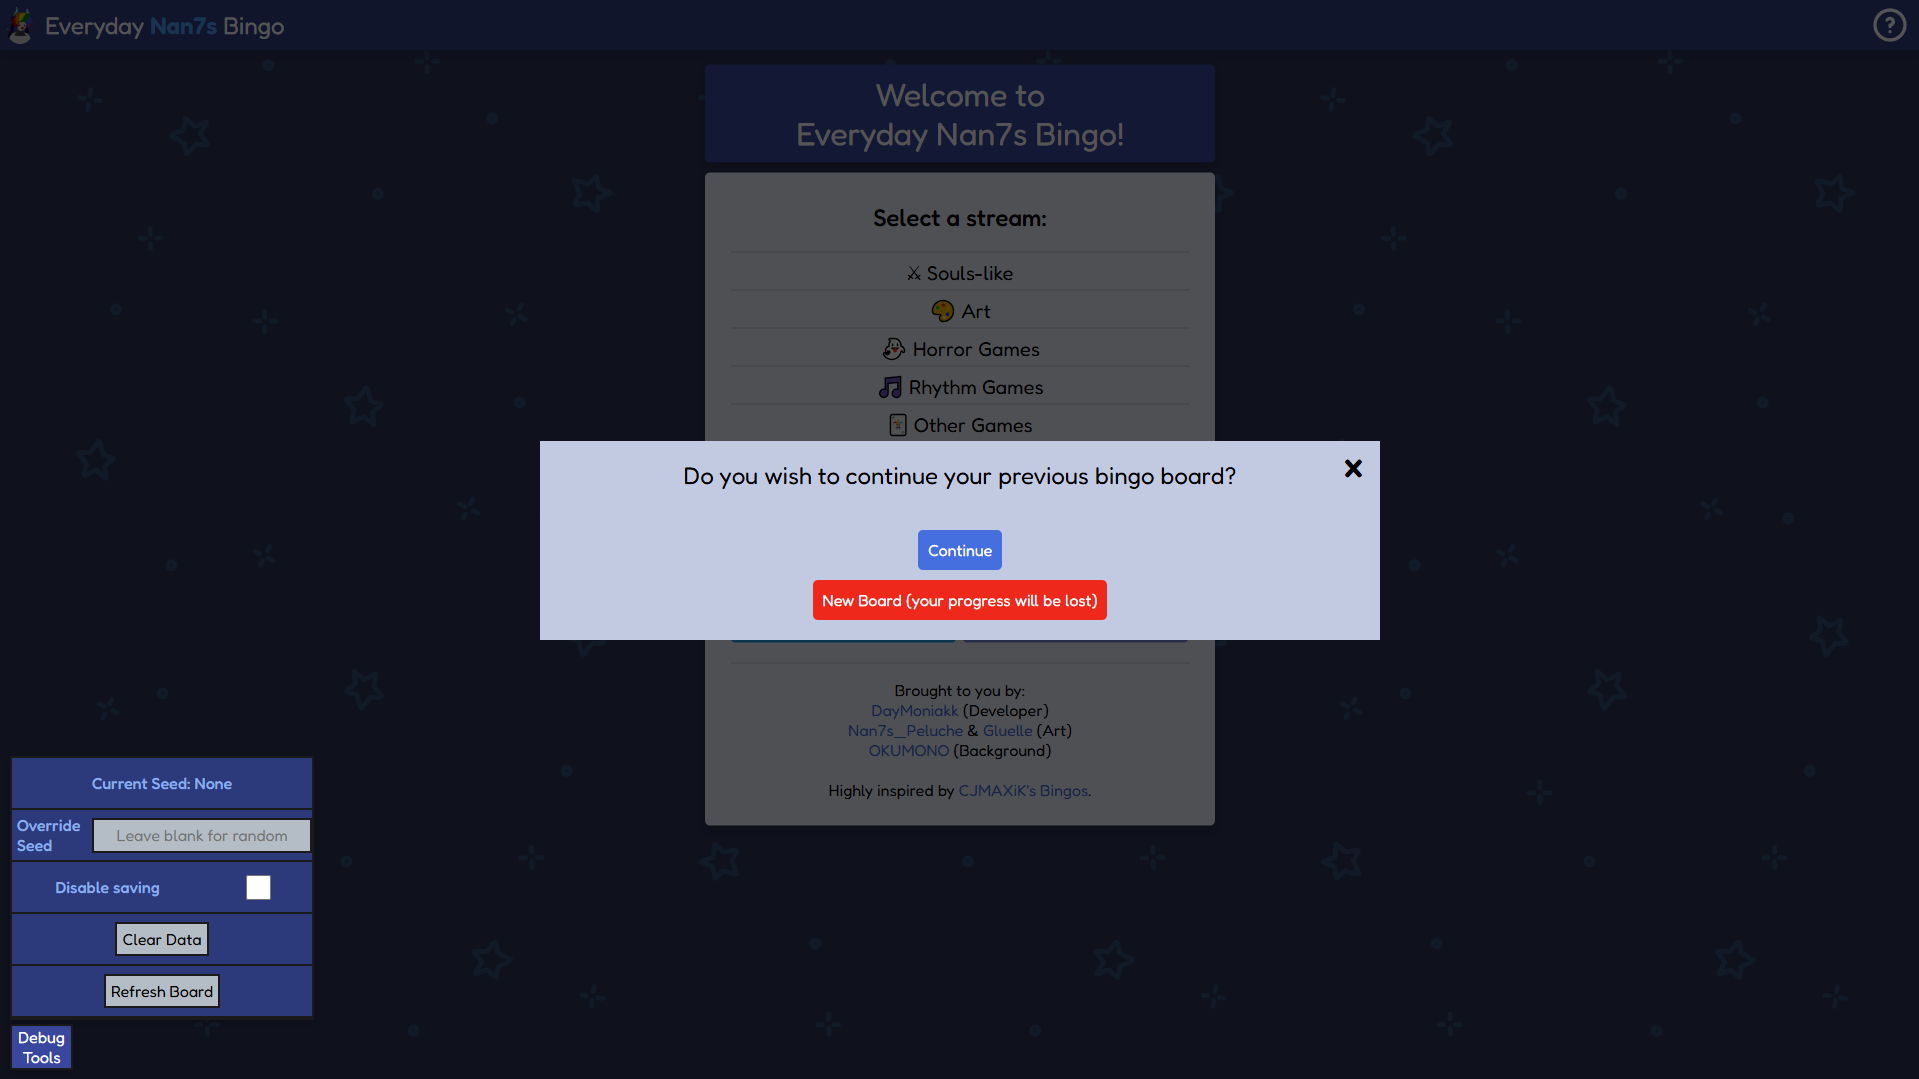 Everyday Nan7s Bingo
?
Welcome to
Everyday Nan7s Bingo!
Select a stream:
Souls-like
Art
Horror Games
Rhythm Games
Other Games
Do you wish to continue your previous bingo board?
Continue
New Board (your progress will be lost)
Brought to you by:
DayMoniakk (Developer)
Nan7s_Peluche & Gluelle (Art)
OKUMONO (Background)
Highly inspired by CJMAXiK's Bingos.
Current Seed: None
Override
Seed
Leave blank for random
Disable saving
Clear Data
Refresh Board
Debug
Tools